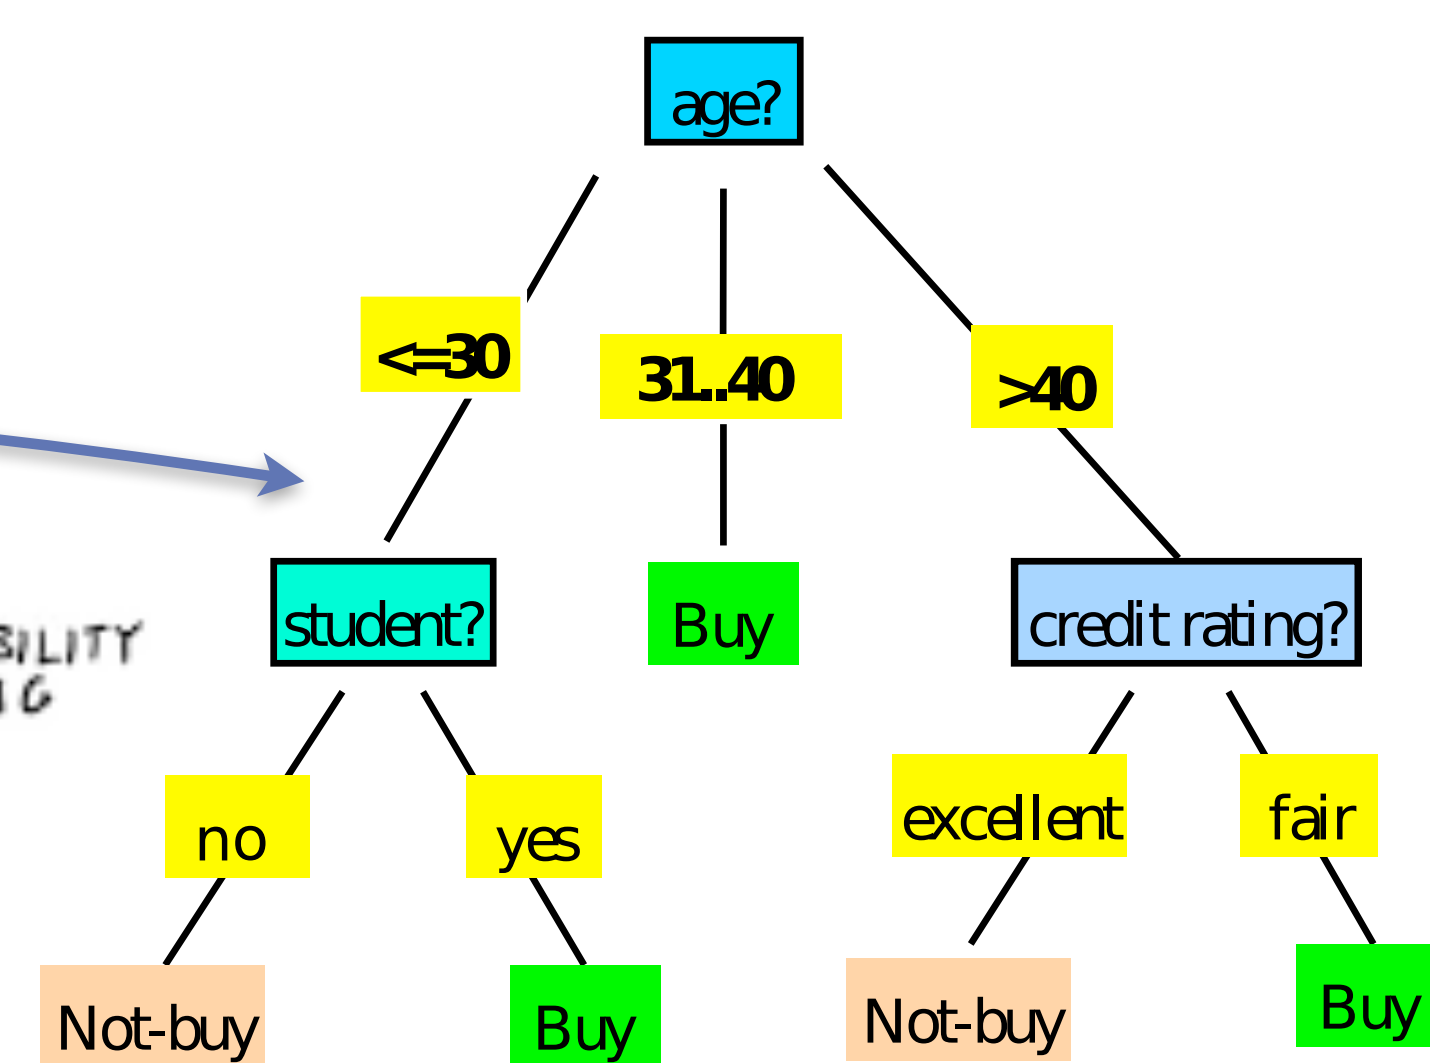 age?
<=30
31..40
>40
student?
Buy
credit rating?
no
yes
excellent
fair
Not-buy
Buy
Not-buy
Buy